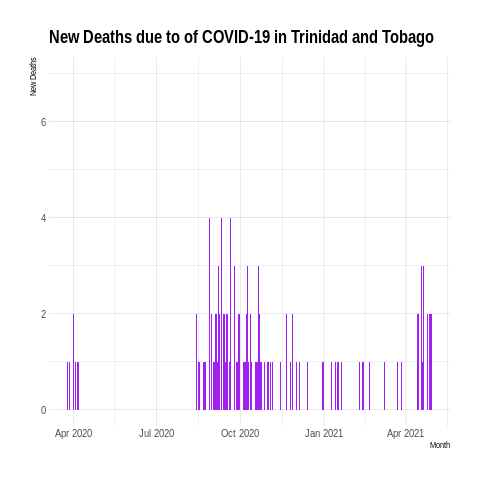 New Deaths due to of COVID-19 in Trinidad and Tobago
New Deaths
6
4
2
0
Apr 2020 Jul 2020 Oct 2020 Jan 2021 Apr 2021
Month